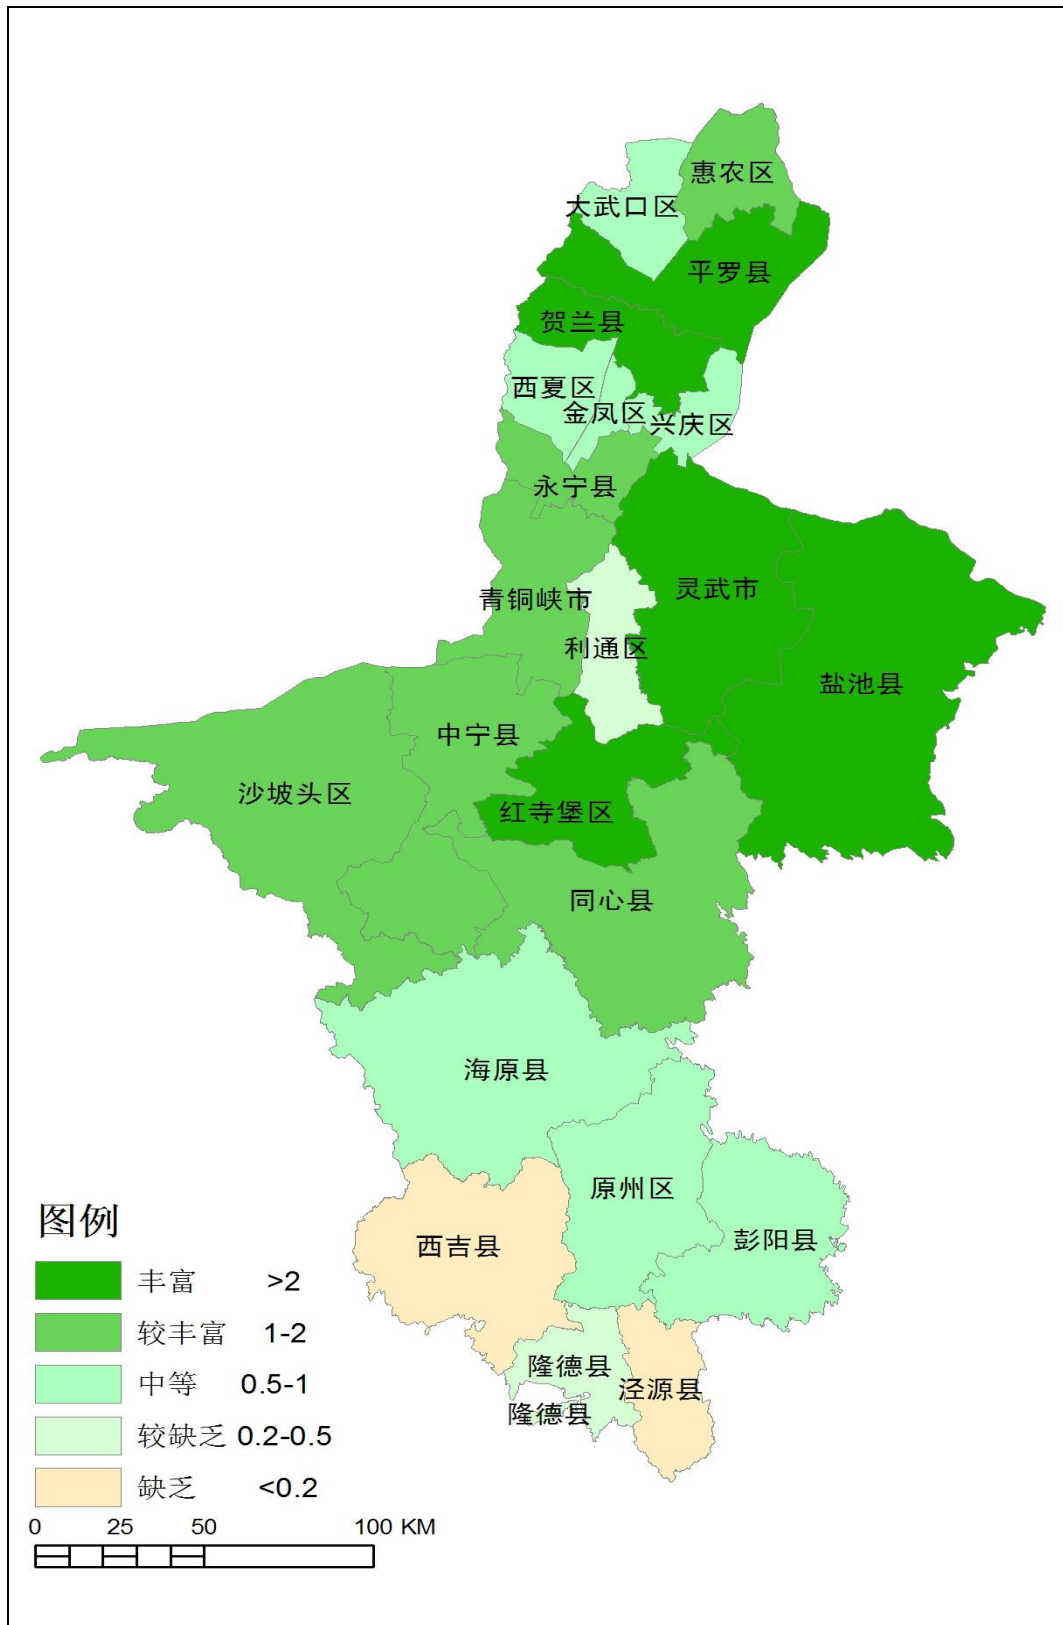 惠农区
大武口区
平罗县
贺兰县
西夏区
金凤区
兴庆区
永宁县
灵武市
青铜峡市
利通区
盐池县
中宁县
沙坡头区
红寺堡区
同心县
海原县
原州区
彭阳县
西吉县
隆德县
泾源县
隆德县
图例
丰富 >2
较丰富 1-2
中等 0.5-1
较缺乏 0.2-0.5
缺乏 <0.2
0 25 50 100 KM